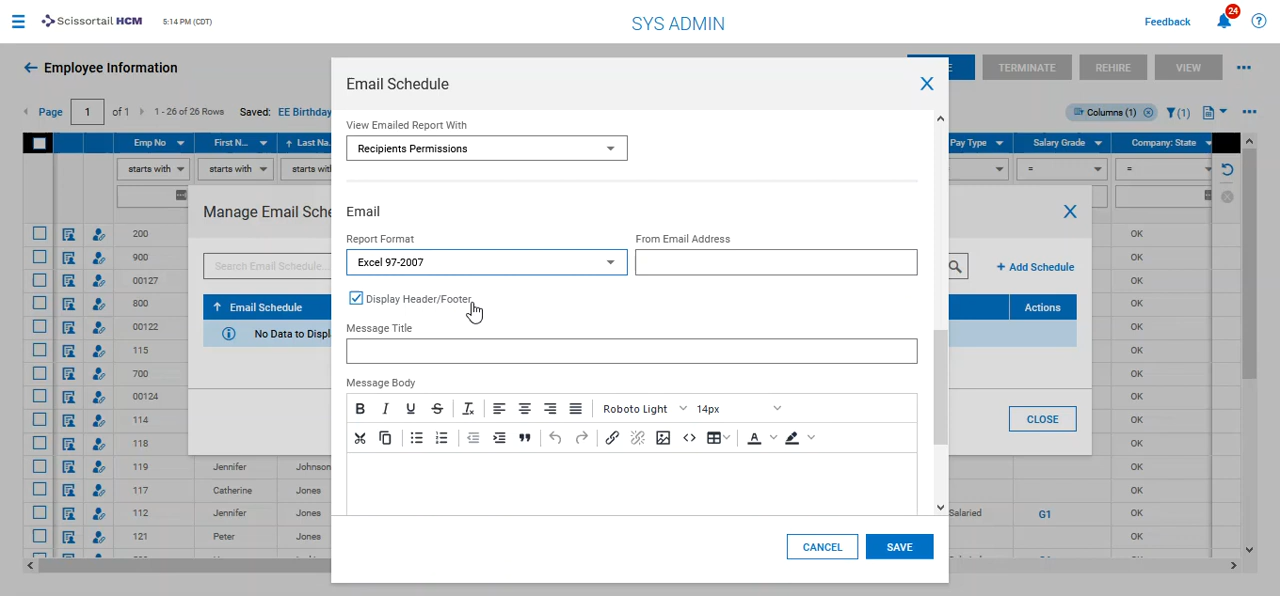 Scissortail HCM
5:14 PM (CDT)
SYS ADMIN
Feedback
24
Employee Information
TERMINATE
REHIRE
VIEW
Page 1 of 1 1 - 26 of 26 Rows Saved: EE Birthday
Columns (1)
(1)
Emp No First N... Last Na. Pay Type Salary Grade Company: State
starts with starts with starts with = =
Manage Email Sche
Search Email Schedule...
+ Add Schedule
Email Schedule
Actions
No Data to Displ
CLOSE
200 OK
900 OK
00127 OK
800 OK
00122 OK
115 OK
700 OK
00124 OK
114 OK
118 OK
119 Jennifer Johnson OK
117 Catherine Jones OK
112 Jennifer Jones Salaried G1 OK
121 Peter Jones OK
Email Schedule
View Emailed Report With
Recipients Permissions
Email
Report Format From Email Address
Excel 97-2007
Display Header/Footer
Message Title
Message Body
B I U S Roboto Light 14px
A
CANCEL SAVE